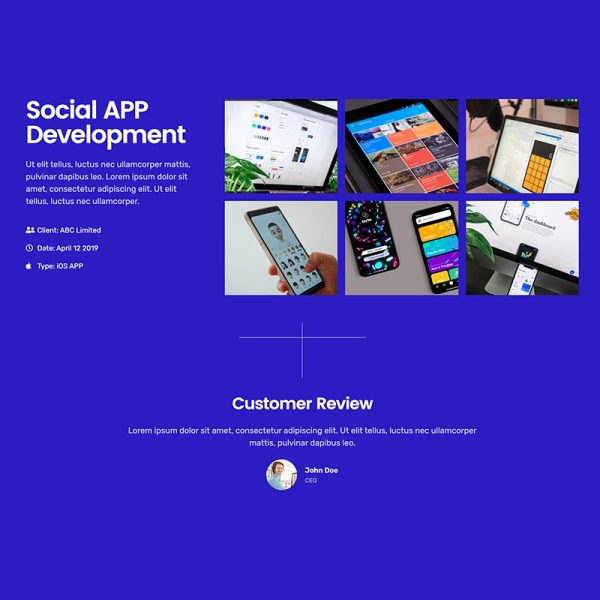 Social APP
Development
Ut elit tellus, luctus nec ullamcorper mattis,
pulvinar dapibus leo. Lorem ipsum dolor sit
amet, consectetur adipiscing elit. Ut elit
tellus, luctus nec ullamcorper.
Client: ABC Limited
Date: April 12 2019
Type: iOS APP
The dashboard
Customer Review
Lorem ipsum dolor sit amet, consectetur adipiscing elit. Ut elit tellus, luctus nec ullamcorper
mattis, pulvinar dapibus leo.
John Doe
CEO